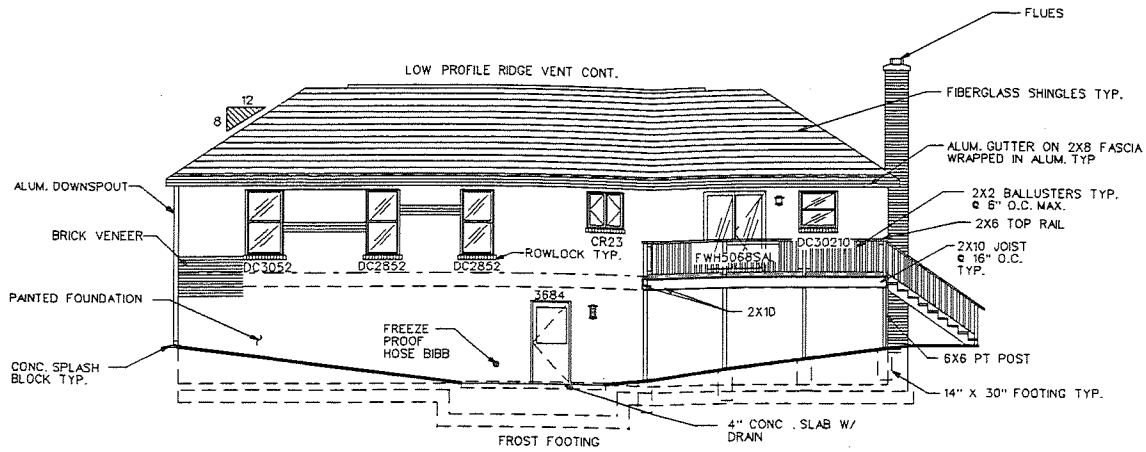 FLUES
LOW PROFILE RIDGE VENT CONT.
12
8
FIBERGLASS SHINGLES TYP.
ALUM. GUTTER ON 2X8 FASCIA
WRAPPED IN ALUM. TYP
ALUM. DOWNSPOUT
2X2 BALLUSTERS TYP.
@ 6" O.C. MAX.
2X6 TOP RAIL
BRICK VENEER
CR23
DC30210
ROWLOCK TYP.
FWH5068SAL
2X10 JOIST
@ 16" O.C.
TYP.
DC3052
DC2852
DC2852
PAINTED FOUNDATION
3684
2X10
FREEZE
PROOF
HOSE BIBB
CONC. SPLASH
BLOCK TYP.
6X6 PT POST
14" X 30" FOOTING TYP.
4" CONC . SLAB W/
DRAIN
FROST FOOTING